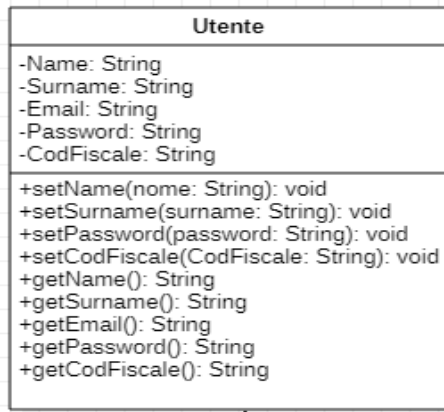 Utente
-Name: String
-Surname: String
-Email: String
-Password: String
-CodFiscale: String
+setName(nome: String): void
+setSurname(surname: String): void
+setPassword(password: String): void
+setCodFiscale(CodFiscale: String): void
+getName(): String
+getSurname(): String
+getEmail(): String
+getPassword(): String
+getCodFiscale(): String